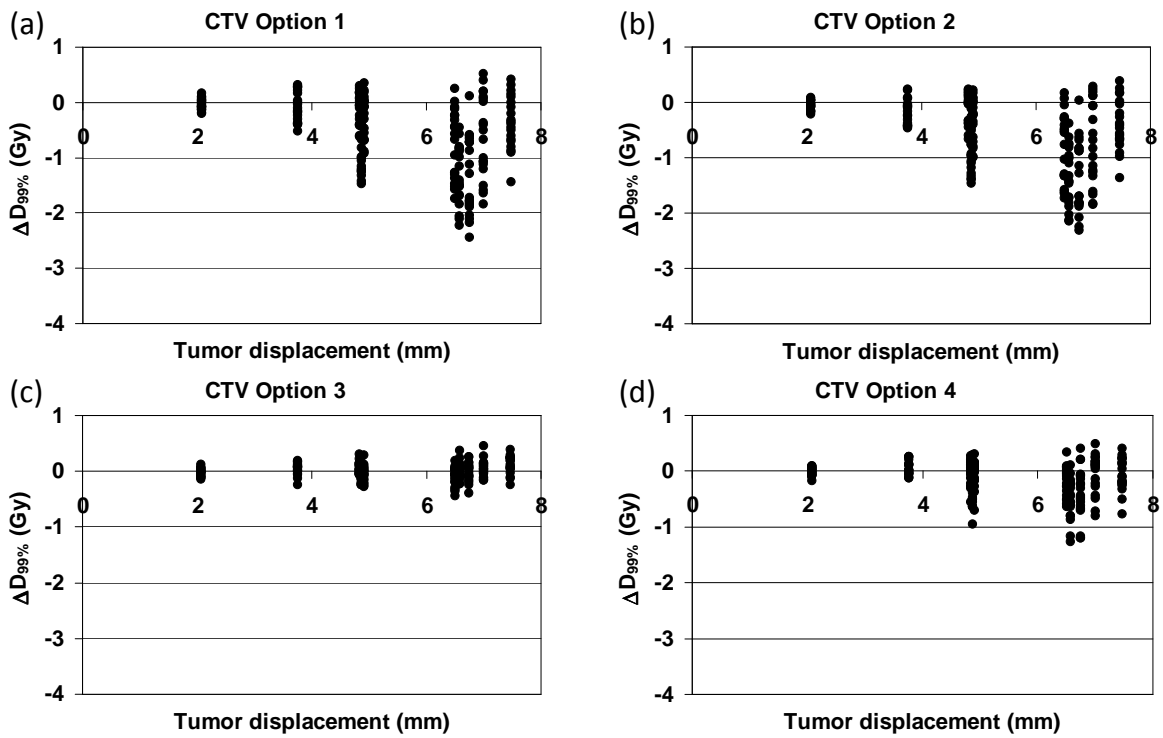 (a) CTV Option 1
1
0
0 2 4 6 8
-1
-2
-3
-4
ΔD99% (Gy)
Tumor displacement (mm)
(b) CTV Option 2
1
0
0 2 4 6 8
-1
-2
-3
-4
ΔD99% (Gy)
Tumor displacement (mm)
(c) CTV Option 3
1
0
0 2 4 6 8
-1
-2
-3
-4
ΔD99% (Gy)
Tumor displacement (mm)
(d) CTV Option 4
1
0
0 2 4 6 8
-1
-2
-3
-4
ΔD99% (Gy)
Tumor displacement (mm)